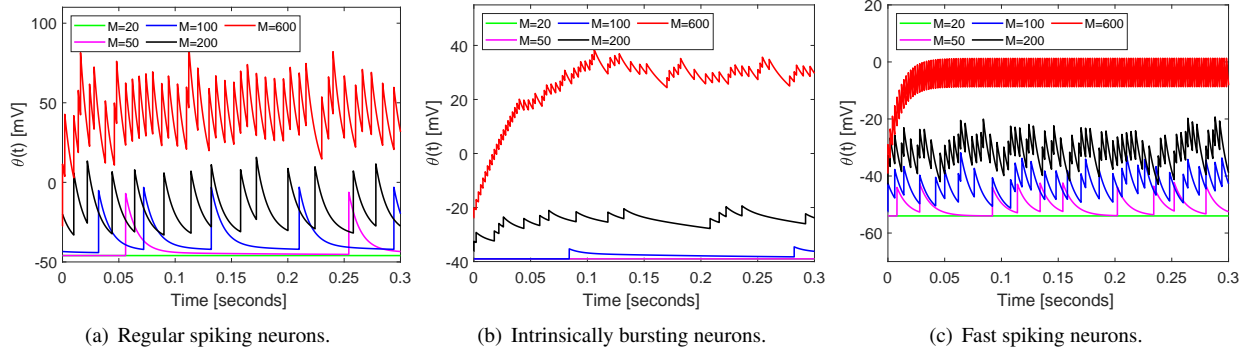 M=20 M=100 M=600
M=50 M=200
100
50
0
-50
θ(t) [mV]
0 0.05 0.1 0.15 0.2 0.25 0.3
Time [seconds]
(a) Regular spiking neurons.
M=20 M=100 M=600
M=50 M=200
40
20
0
-20
-40
θ(t) [mV]
0 0.05 0.1 0.15 0.2 0.25 0.3
Time [seconds]
(b) Intrinsically bursting neurons.
M=20 M=100 M=600
M=50 M=200
0
-20
-40
-60
θ(t) [mV]
0 0.05 0.1 0.15 0.2 0.25 0.3
Time [seconds]
(c) Fast spiking neurons.